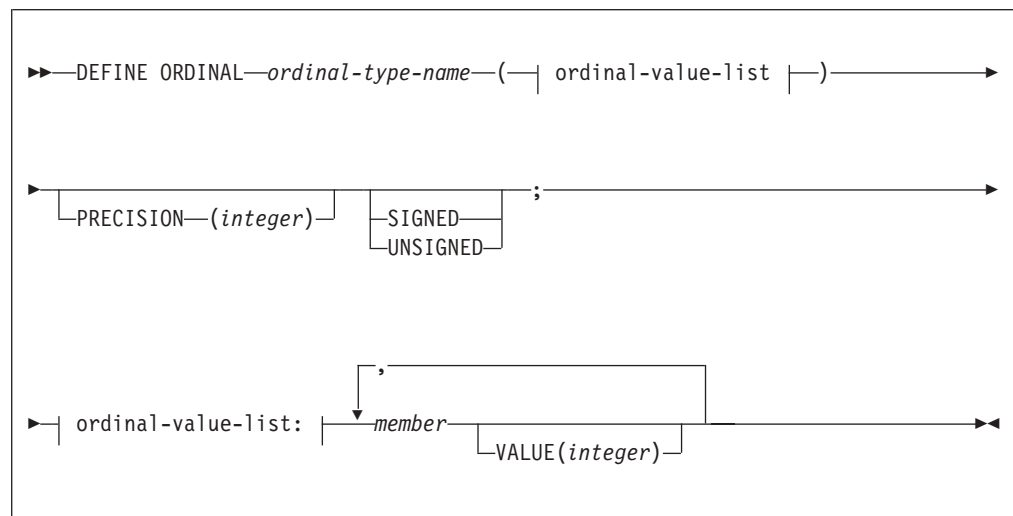 DEFINE ORDINAL ordinal-type-name ( ordinal-value-list )
PRECISION (integer) SIGNED ;
UNSIGNED
,
ordinal-value-list: member
VALUE(integer)